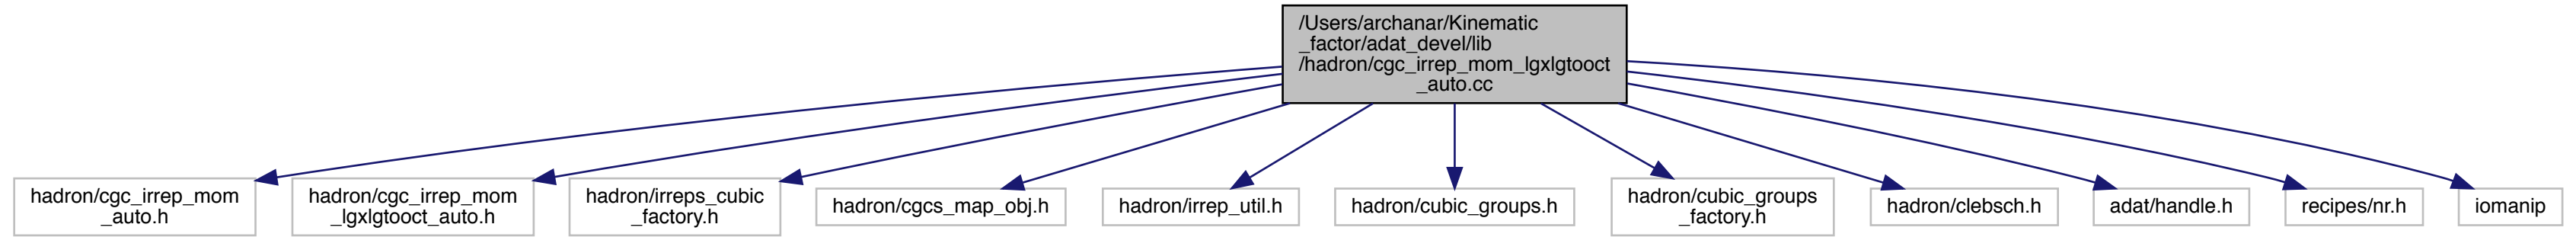 /Users/archanar/Kinematic
_factor/adat_devel/lib
/hadron/cgc_irrep_mom_lgxlgtooct
_auto.cc
hadron/cgc_irrep_mom
_auto.h
hadron/cgc_irrep_mom
_lgxlgtooct_auto.h
hadron/irreps_cubic
_factory.h
hadron/cgcs_map_obj.h
hadron/irrep_util.h
hadron/cubic_groups.h
hadron/cubic_groups
_factory.h
hadron/clebsch.h
adat/handle.h
recipes/nr.h
iomanip